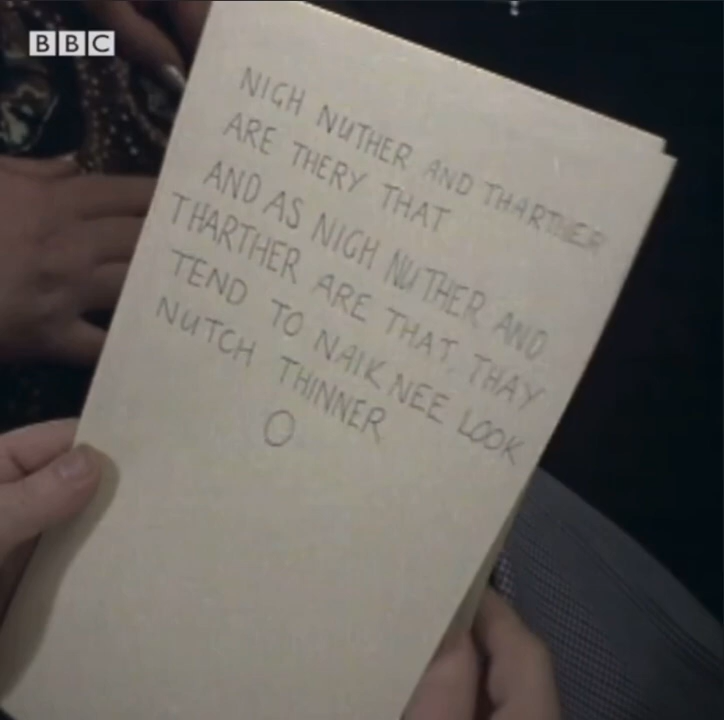 BBC
NIGH NUTHER AND THARTHER
ARE THERY THAT
AND AS NIGH NUTHER AND
THARTHER ARE THAT THAY
TEND TO NAIK NEE LOOK
NUTCH THINNER
O